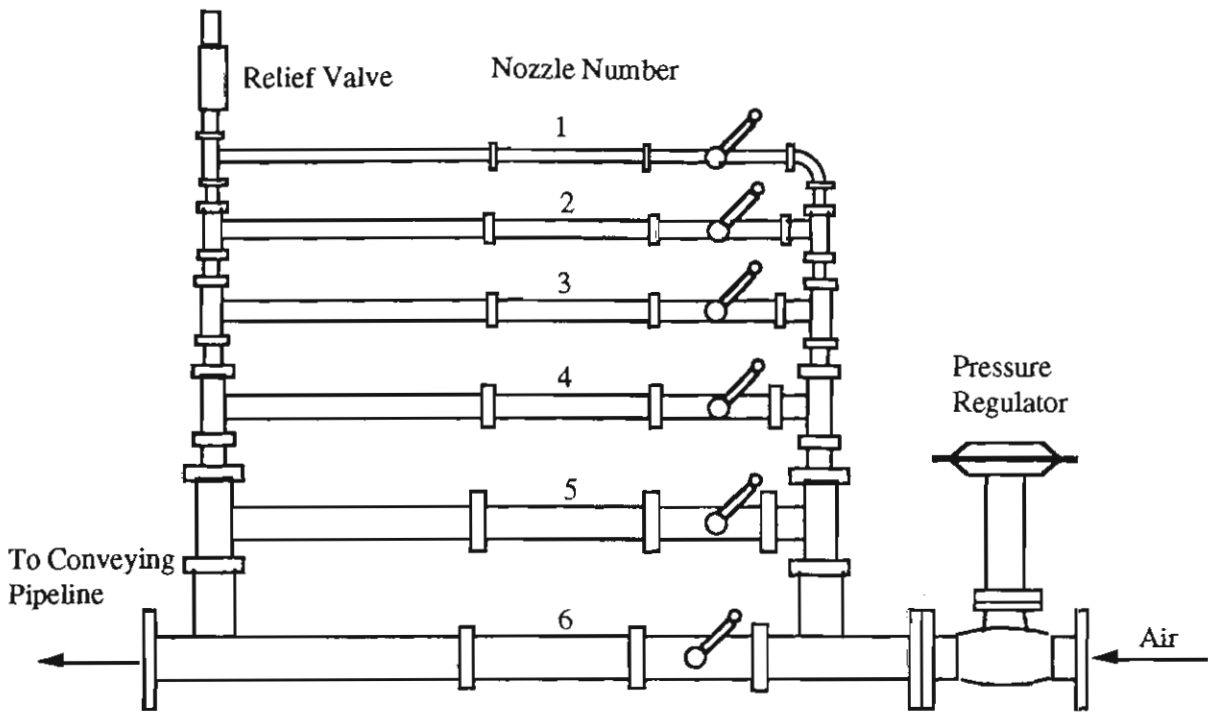 Relief Valve
Nozzle Number
1
2
3
4
5
6
Pressure
Regulator
To Conveying
Pipeline
Air